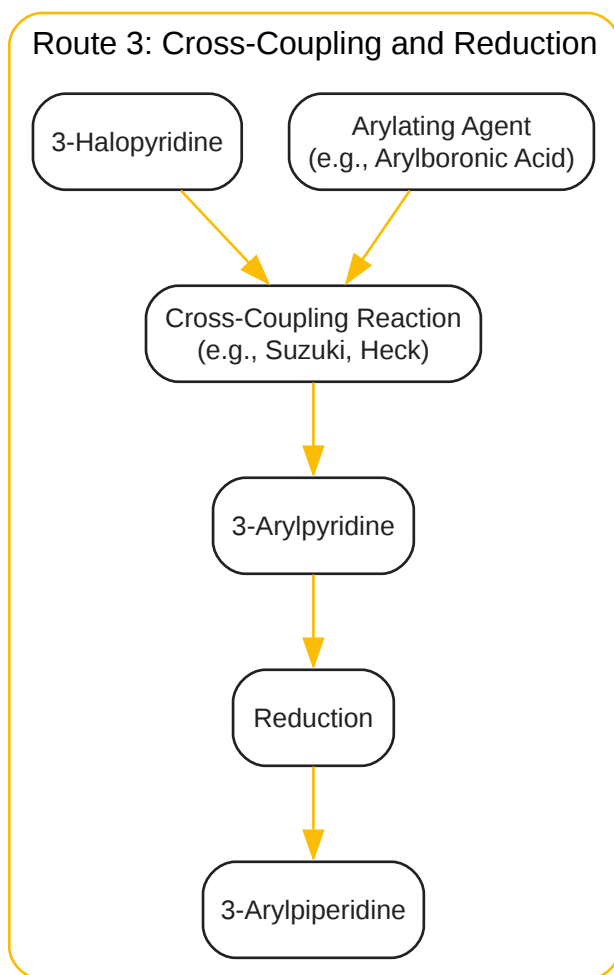 Route 3: Cross-Coupling and Reduction
3-Halopyridine
Arylating Agent
(e.g., Arylboronic Acid)
Cross-Coupling Reaction
(e.g., Suzuki, Heck)
3-Arylpyridine
Reduction
3-Arylpiperidine